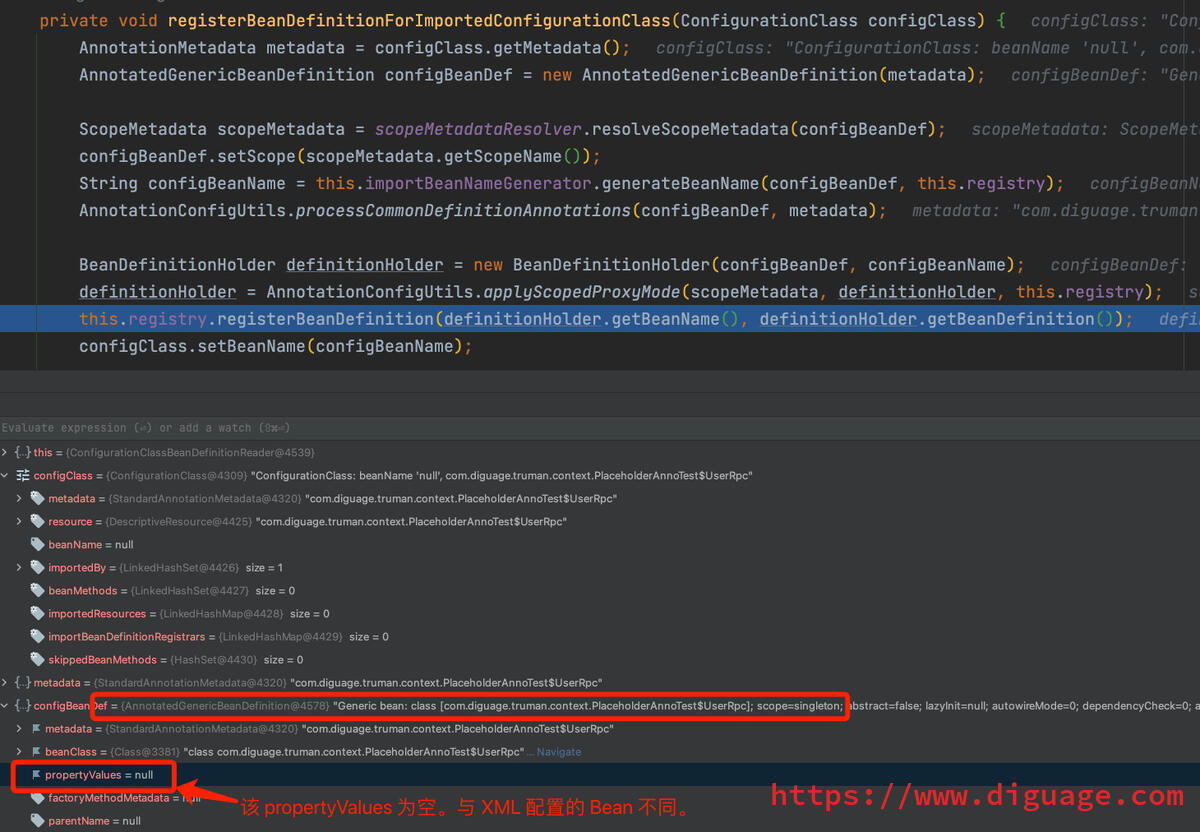 private void registerBeanDefinitionForImportedConfigurationClass(ConfigurationClass configClass) { configClass: "Con
AnnotationMetadata metadata = configClass.getMetadata(); configClass: "ConfigurationClass: beanName 'null', com.
AnnotatedGenericBeanDefinition configBeanDef = new AnnotatedGenericBeanDefinition(metadata); configBeanDef: "Gen
ScopeMetadata scopeMetadata = scopeMetadataResolver.resolveScopeMetadata(configBeanDef); scopeMetadata: ScopeMet
configBeanDef.setScope(scopeMetadata.getScopeName());
String configBeanName = this.importBeanNameGenerator.generateBeanName(configBeanDef, this.registry); configBeanN
AnnotationConfigUtils.processCommonDefinitionAnnotations(configBeanDef, metadata); metadata: "com.diguage.truman
BeanDefinitionHolder definitionHolder = new BeanDefinitionHolder(configBeanDef, configBeanName); configBeanDef:
definitionHolder = AnnotationConfigUtils.applyScopedProxyMode(scopeMetadata, definitionHolder, this.registry); s
this.registry.registerBeanDefinition(definitionHolder.getBeanName(), definitionHolder.getBeanDefinition()); defi
configClass.setBeanName(configBeanName);
Evaluate expression (⏎) or add a watch (⇧⌘⏎)
this = {ConfigurationClassBeanDefinitionReader@4539}
configClass = {ConfigurationClass@4309} "ConfigurationClass: beanName 'null', com.diguage.truman.context.PlaceholderAnnoTest$UserRpc"
metadata = {StandardAnnotationMetadata@4320} "com.diguage.truman.context.PlaceholderAnnoTest$UserRpc"
resource = {DescriptiveResource@4425} "com.diguage.truman.context.PlaceholderAnnoTest$UserRpc"
beanName = null
importedBy = {LinkedHashSet@4426} size = 1
beanMethods = {LinkedHashSet@4427} size = 0
importedResources = {LinkedHashMap@4428} size = 0
importBeanDefinitionRegistrars = {LinkedHashMap@4429} size = 0
skippedBeanMethods = {HashSet@4430} size = 0
metadata = {StandardAnnotationMetadata@4320} "com.diguage.truman.context.PlaceholderAnnoTest$UserRpc"
configBeanDef = {AnnotatedGenericBeanDefinition@4578} "Generic bean: class [com.diguage.truman.context.PlaceholderAnnoTest$UserRpc]; scope=singleton; abstract=false; lazyInit=null; autowireMode=0; dependencyCheck=0; a
metadata = {StandardAnnotationMetadata@4320} "com.diguage.truman.context.PlaceholderAnnoTest$UserRpc"
beanClass = {Class@3381} "class com.diguage.truman.context.PlaceholderAnnoTest$UserRpc" ... Navigate
propertyValues = null
factoryMethodMetadata = null
该 propertyValues 为空。与 XML 配置的 Bean 不同。
https://www.diguage.com
parentName = null